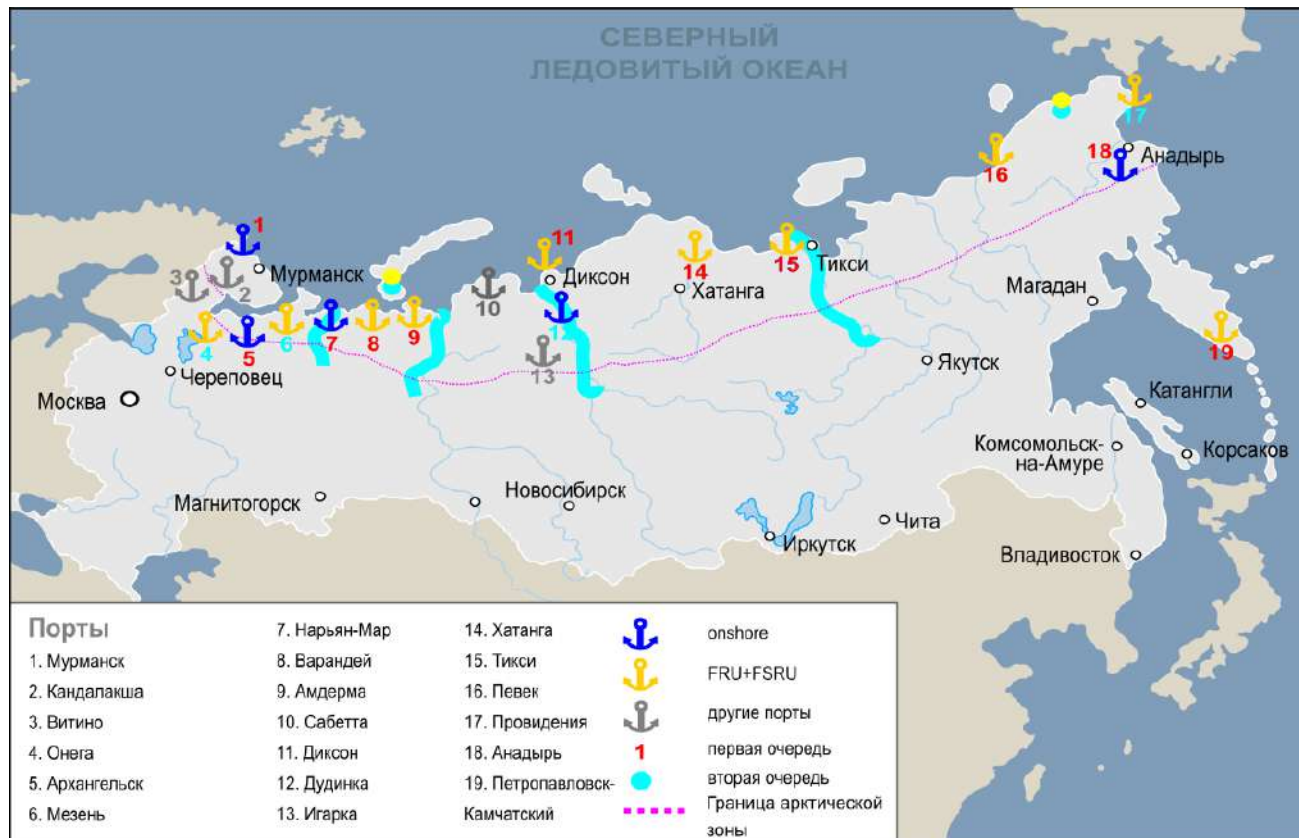 СЕВЕРНЫЙ
ЛЕДОВИТЫЙ ОКЕАН
17
18
Анадырь
16
1
Мурманск
3
2
11
Диксон
10
14
Хатанга
15
Тикси
Магадан
4
5
6
7
8
9
1
13
19
Череповец
Якутск
Москва
Катангли
Комсомольск-
на-Амуре
Корсаков
Магнитогорск
Новосибирск
Чита
Иркутск
Владивосток
Порты
1. Мурманск
2. Кандалакша
3. Витино
4. Онега
5. Архангельск
6. Мезень
7. Нарьян-Мар
8. Варандей
9. Амдерма
10. Сабетта
11. Диксон
12. Дудинка
13. Игарка
14. Хатанга
15. Тикси
16. Певек
17. Провидения
18. Анадырь
19. Петропавловск-
Камчатский
onshore
FRU+FSRU
другие порты
1 первая очередь
вторая очередь
Граница арктической
зоны